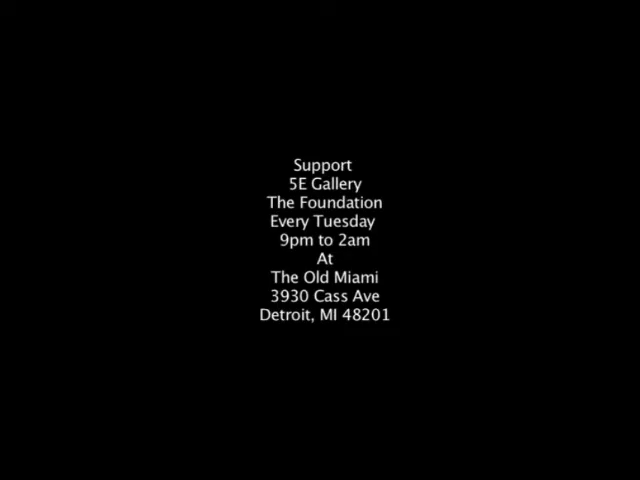 Support
5E Gallery
The Foundation
Every Tuesday
9pm to 2am
At
The Old Miami
3930 Cass Ave
Detroit, MI 48201